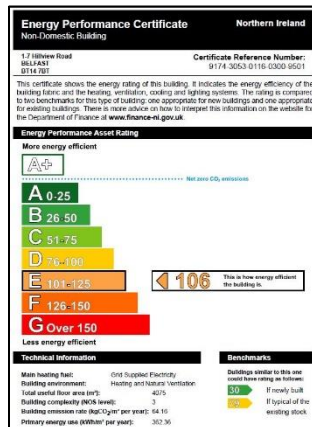 Energy Performance Certificate
Northern Ireland
Non-Domestic Building
1-7 Hillview Road
BELFAST
BT14 7BT
Certificate Reference Number:
9174-3053-0116-0300-9501
This certificate shows the energy rating of this building. It indicates the energy efficiency of the
building fabric and the heating, ventilation, cooling and lighting systems. The rating is compared
to two benchmarks for this type of building: one appropriate for new buildings and one appropriate
for existing buildings. There is more advice on how to interpret this information on the website for
the Department of Finance at www.finance-ni.gov.uk.
Energy Performance Asset Rating
More energy efficient
A+
Net zero CO₂ emissions
A 0-25
B 26-50
C 51-75
D 76-100
E 101-125
106
This is how energy efficient
the building is.
F 126-150
G Over 150
Less energy efficient
Technical Information
Main heating fuel: Grid Supplied Electricity
Building environment: Heating and Natural Ventilation
Total useful floor area (m²): 4075
Building complexity (NOS level): 3
Building emission rate (kgCO₂/m² per year): 64.16
Primary energy use (kWh/m² per year): 362.36
Benchmarks
Buildings similar to this one
could have rating as follows:
30
If newly built
If typical of the
existing stock